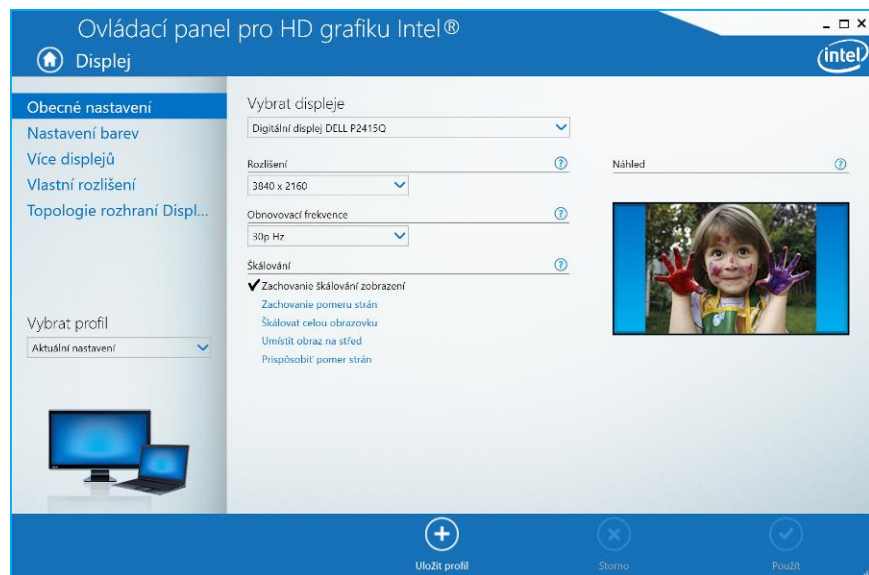 Ovládací panel pro HD grafiku Intel®
Displej
intel
Obecné nastavení
Nastavení barev
Více displejů
Vlastní rozlišení
Topologie rozhraní Displ...
Vybrat profil
Aktuální nastavení
Vybrat displeje
Digitální displej DELL P2415Q
Rozlišení
?
3840 x 2160
Obnovovací frekvence
?
30p Hz
Škálování
?
Zachovanie škálování zobrazení
Zachovanie pomeru strán
Škálovat celou obrazovku
Umístit obraz na střed
Prispôsobiť pomer strán
Náhled
?
Uložit profil
Storno
Použít